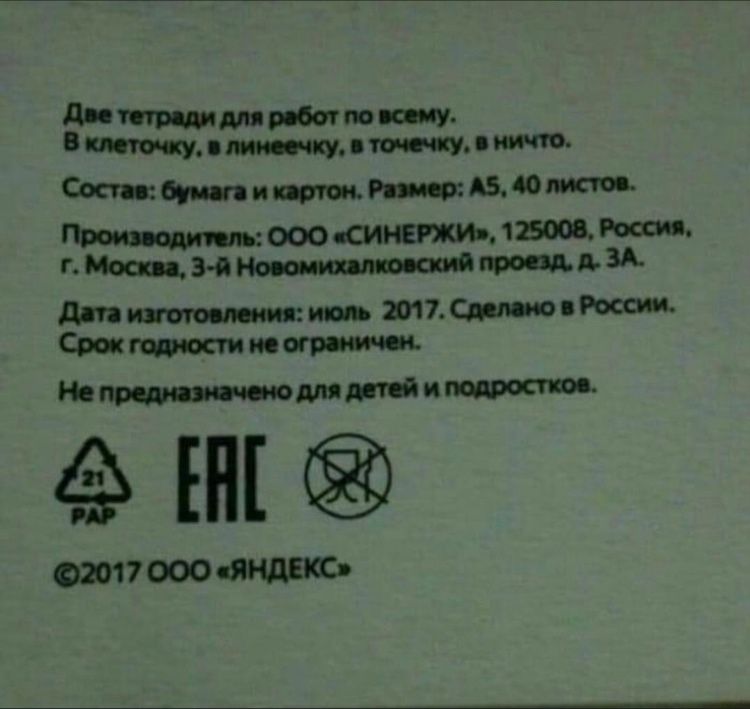 Две тетради для работ по всему.
В клеточку, в линеечку, в точечку, в ничто.
Состав: бумага и картон. Размер: А5, 40 листов.
Производитель: ООО «СИНЕРЖИ», 125008, Россия,
г. Москва, 3-й Новомихалковский проезд, д. 3А.
Дата изготовления: июль 2017. Сделано в России.
Срок годности не ограничен.
Не предназначено для детей и подростков.
21
PAP
EAC
©2017 ООО «ЯНДЕКС»